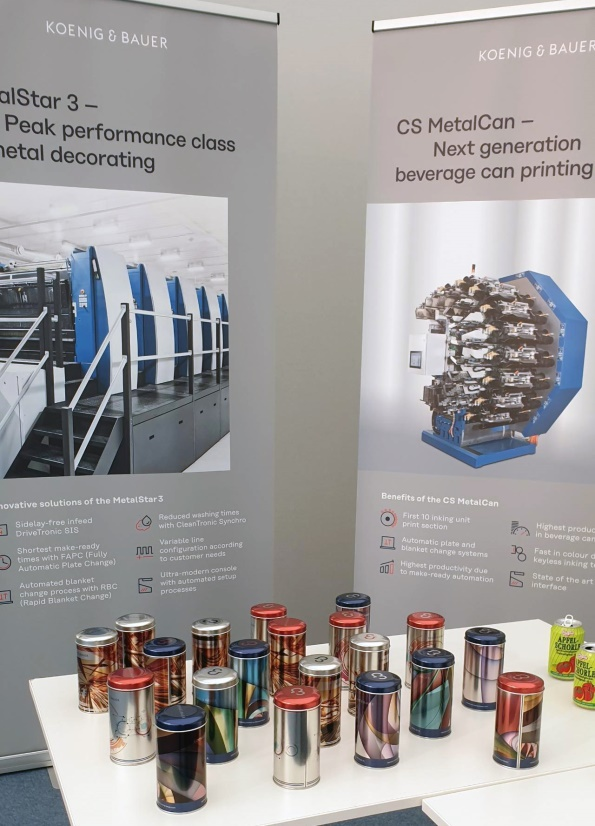 KOENIG & BAUER
alStar 3 –
Peak performance class
metal decorating
novative solutions of the MetalStar 3
Sidelay-free infeed
DriveTronic SIS
Shortest make-ready
times with FAPC (Fully
Automatic Plate Change)
Automated blanket
change process with RBC
(Rapid Blanket Change)
Reduced washing times
with CleanTronic Synchro
Variable line
configuration according
to customer needs
Ultra-modern console
with automated setup
processes
KOENIG & BAUER
CS MetalCan –
Next generation
beverage can printing
Benefits of the CS MetalCan
First 10 inking unit
print section
Automatic plate and
blanket change systems
Highest productivity due
to make-ready automation
Highest produc
in beverage can
Fast in colour d
keyless inking t
State of the art
interface
APFEL-
SCHORLE
APFEL-